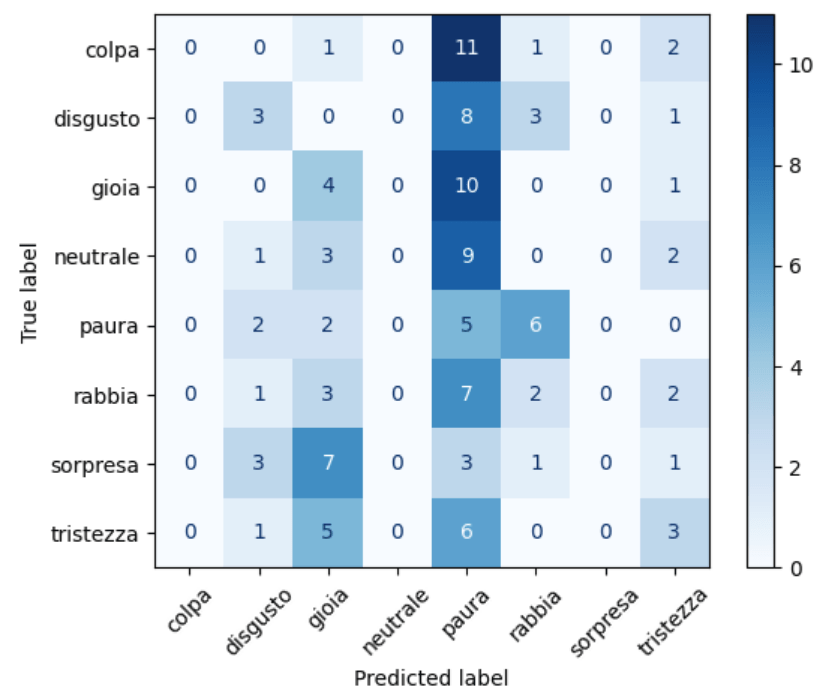 colpa 0 0 1 0 11 1 0 2
disgusto 0 3 0 0 8 3 0 1
gioia 0 0 4 0 10 0 0 1
neutrale 0 1 3 0 9 0 0 2
paura 0 2 2 0 5 6 0 0
rabbia 0 1 3 0 7 2 0 2
sorpresa 0 3 7 0 3 1 0 1
tristezza 0 1 5 0 6 0 0 3
True label
colpa disgusto gioia neutrale paura rabbia sorpresa tristezza
Predicted label
10
8
6
4
2
0